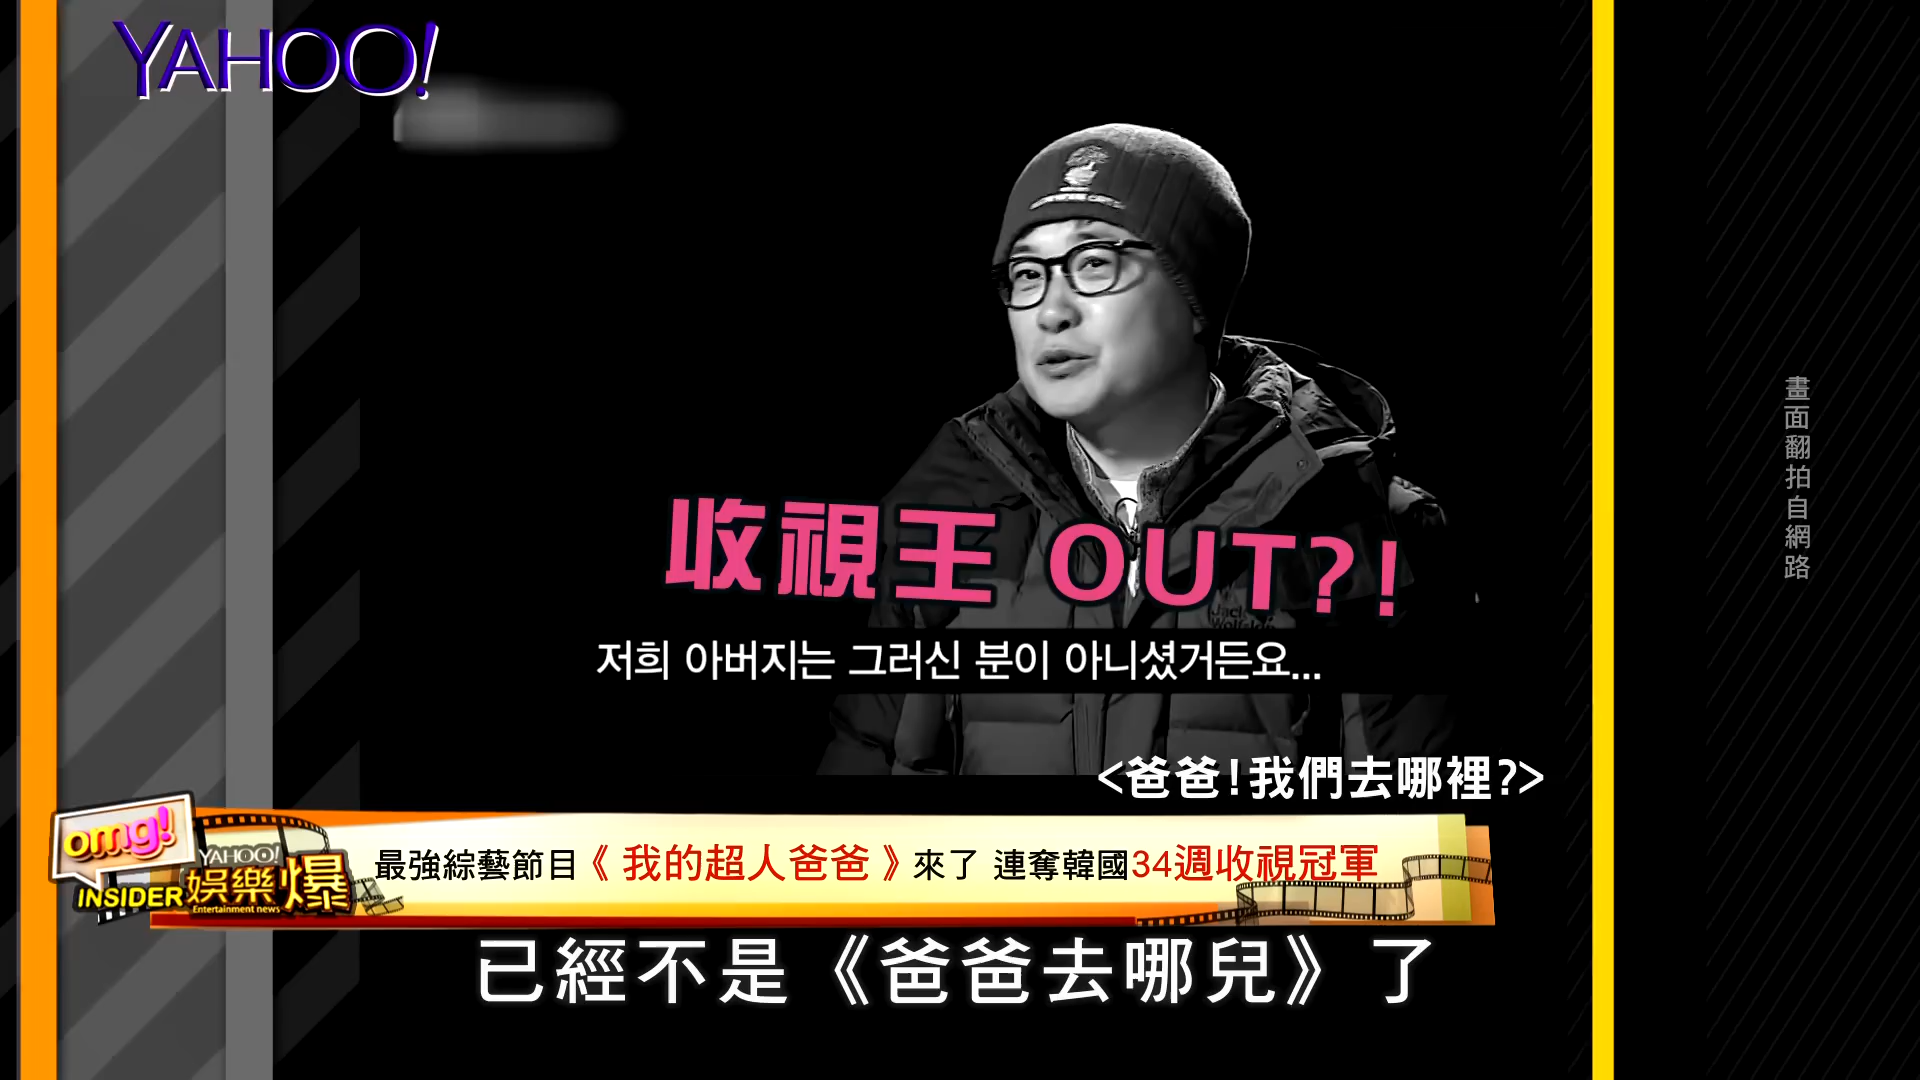 YAHOO!
收視王 OUT?!
Jack
Wolfskin
저희 아버지는 그러신 분이 아니셨거든요...
<爸爸!我們去哪裡?>
畫面翻拍自網路
omg!
INSIDER
YAHOO!
娛樂爆
Entertainment news
最強綜藝節目《我的超人爸爸》來了 連奪韓國34週收視冠軍
已經不是《爸爸去哪兒》了